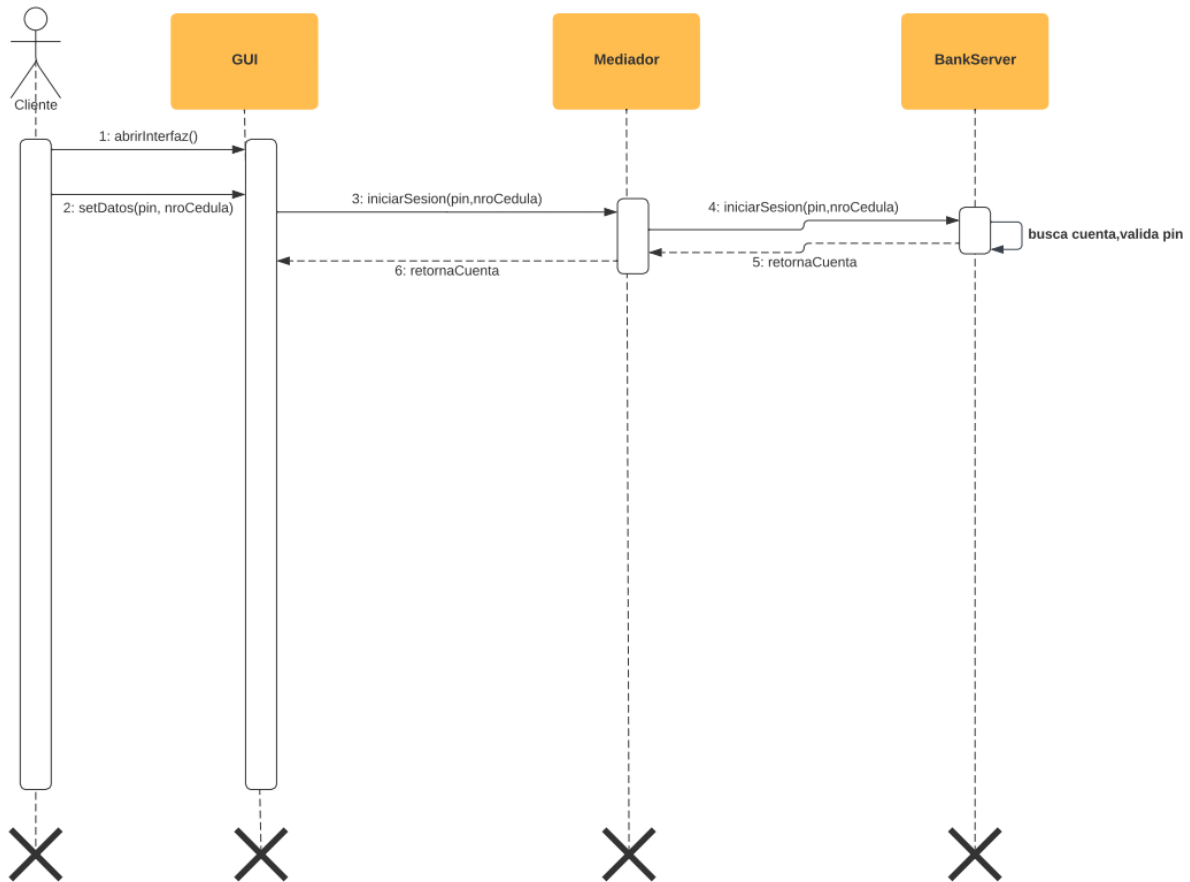 Cliente
GUI
Mediador
BankServer
1: abrirInterfaz()
2: setDatos(pin, nroCedula)
3: iniciarSesion(pin,nroCedula)
4: iniciarSesion(pin,nroCedula)
busca cuenta,valida pin
5: retornaCuenta
6: retornaCuenta